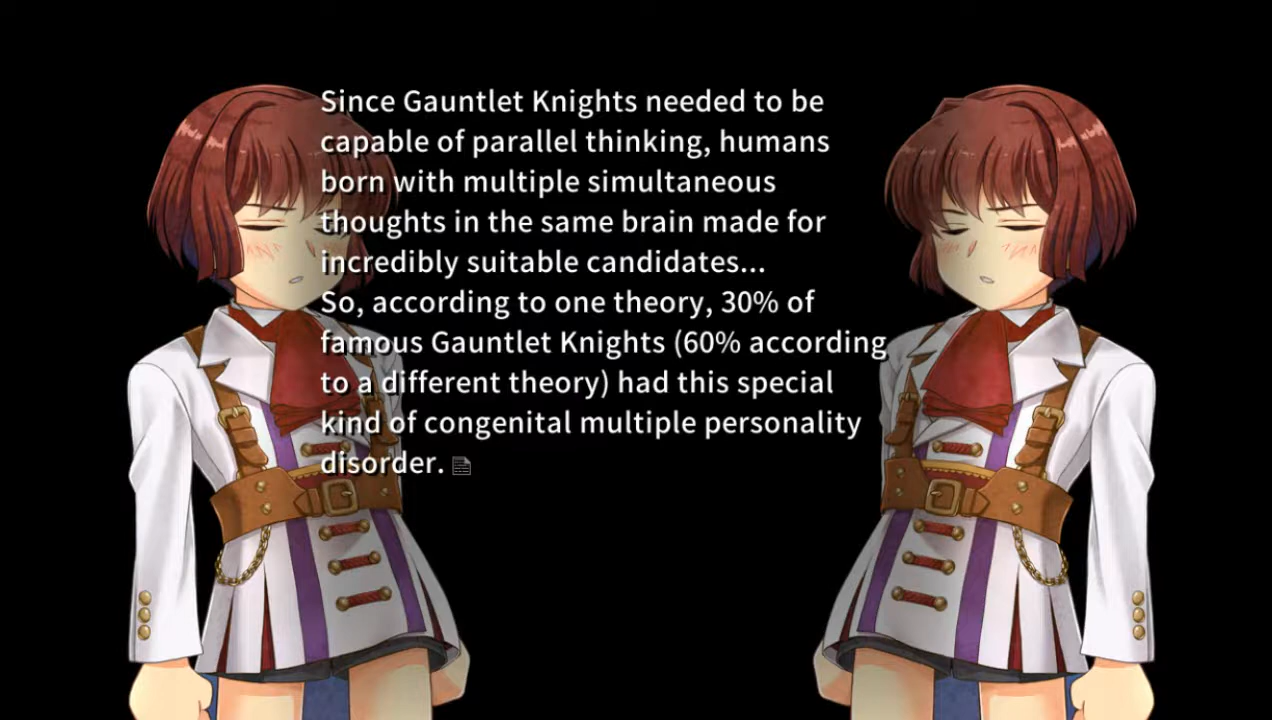 Since Gauntlet Knights needed to be
capable of parallel thinking, humans
born with multiple simultaneous
thoughts in the same brain made for
incredibly suitable candidates...
So, according to one theory, 30% of
famous Gauntlet Knights (60% according
to a different theory) had this special
kind of congenital multiple personality
disorder.